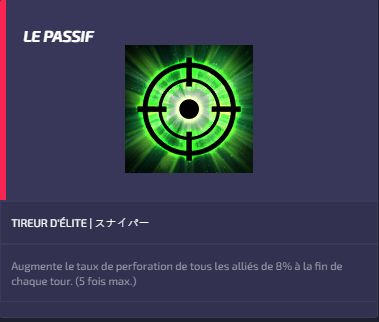 LE PASSIF
TIREUR D'ÉLITE | スナイパー
Augmente le taux de perforation de tous les alliés de 8% à la fin de
chaque tour. (5 fois max.)